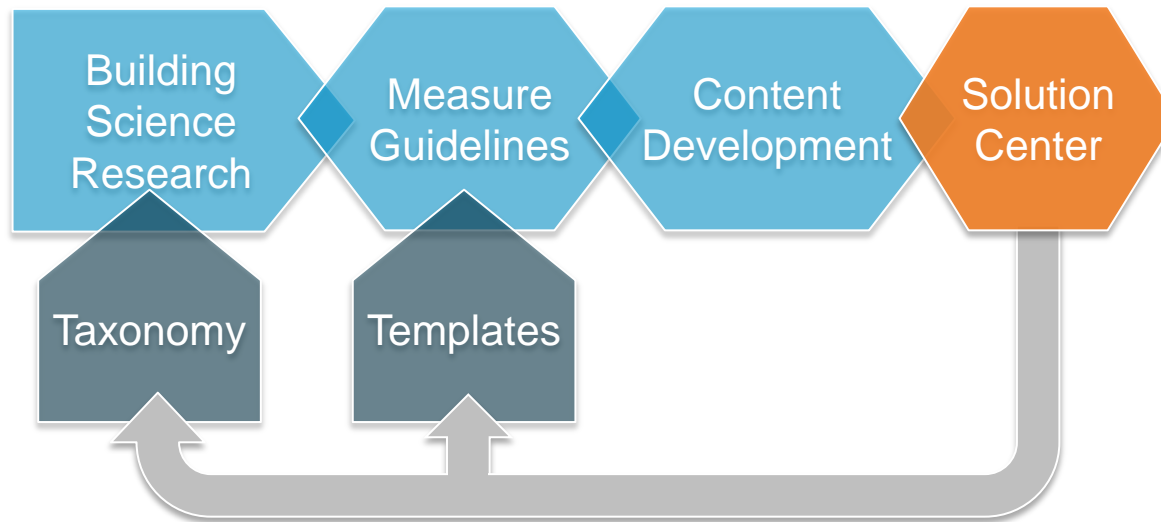 Building
Science
Research
Measure
Guidelines
Content
Development
Solution
Center
Taxonomy
Templates